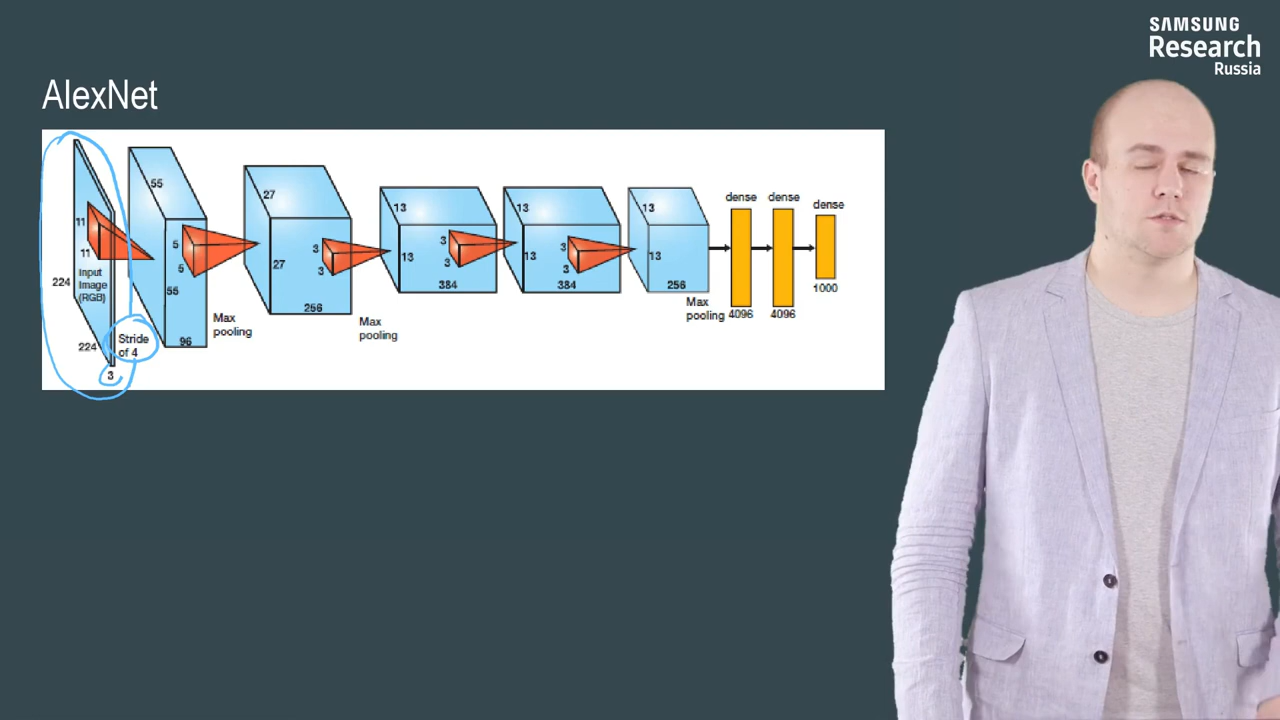 SAMSUNG
Research
Russia
AlexNet
55
27
13
13
13
dense
dense
dense
11
5
3
3
3
11
5
3
3
3
27
13
13
13
224
Input
Image
(RGB)
55
256
384
384
256
1000
224
Stride
of 4
96
Max
pooling
Max
pooling
Max
pooling
4096
4096
3